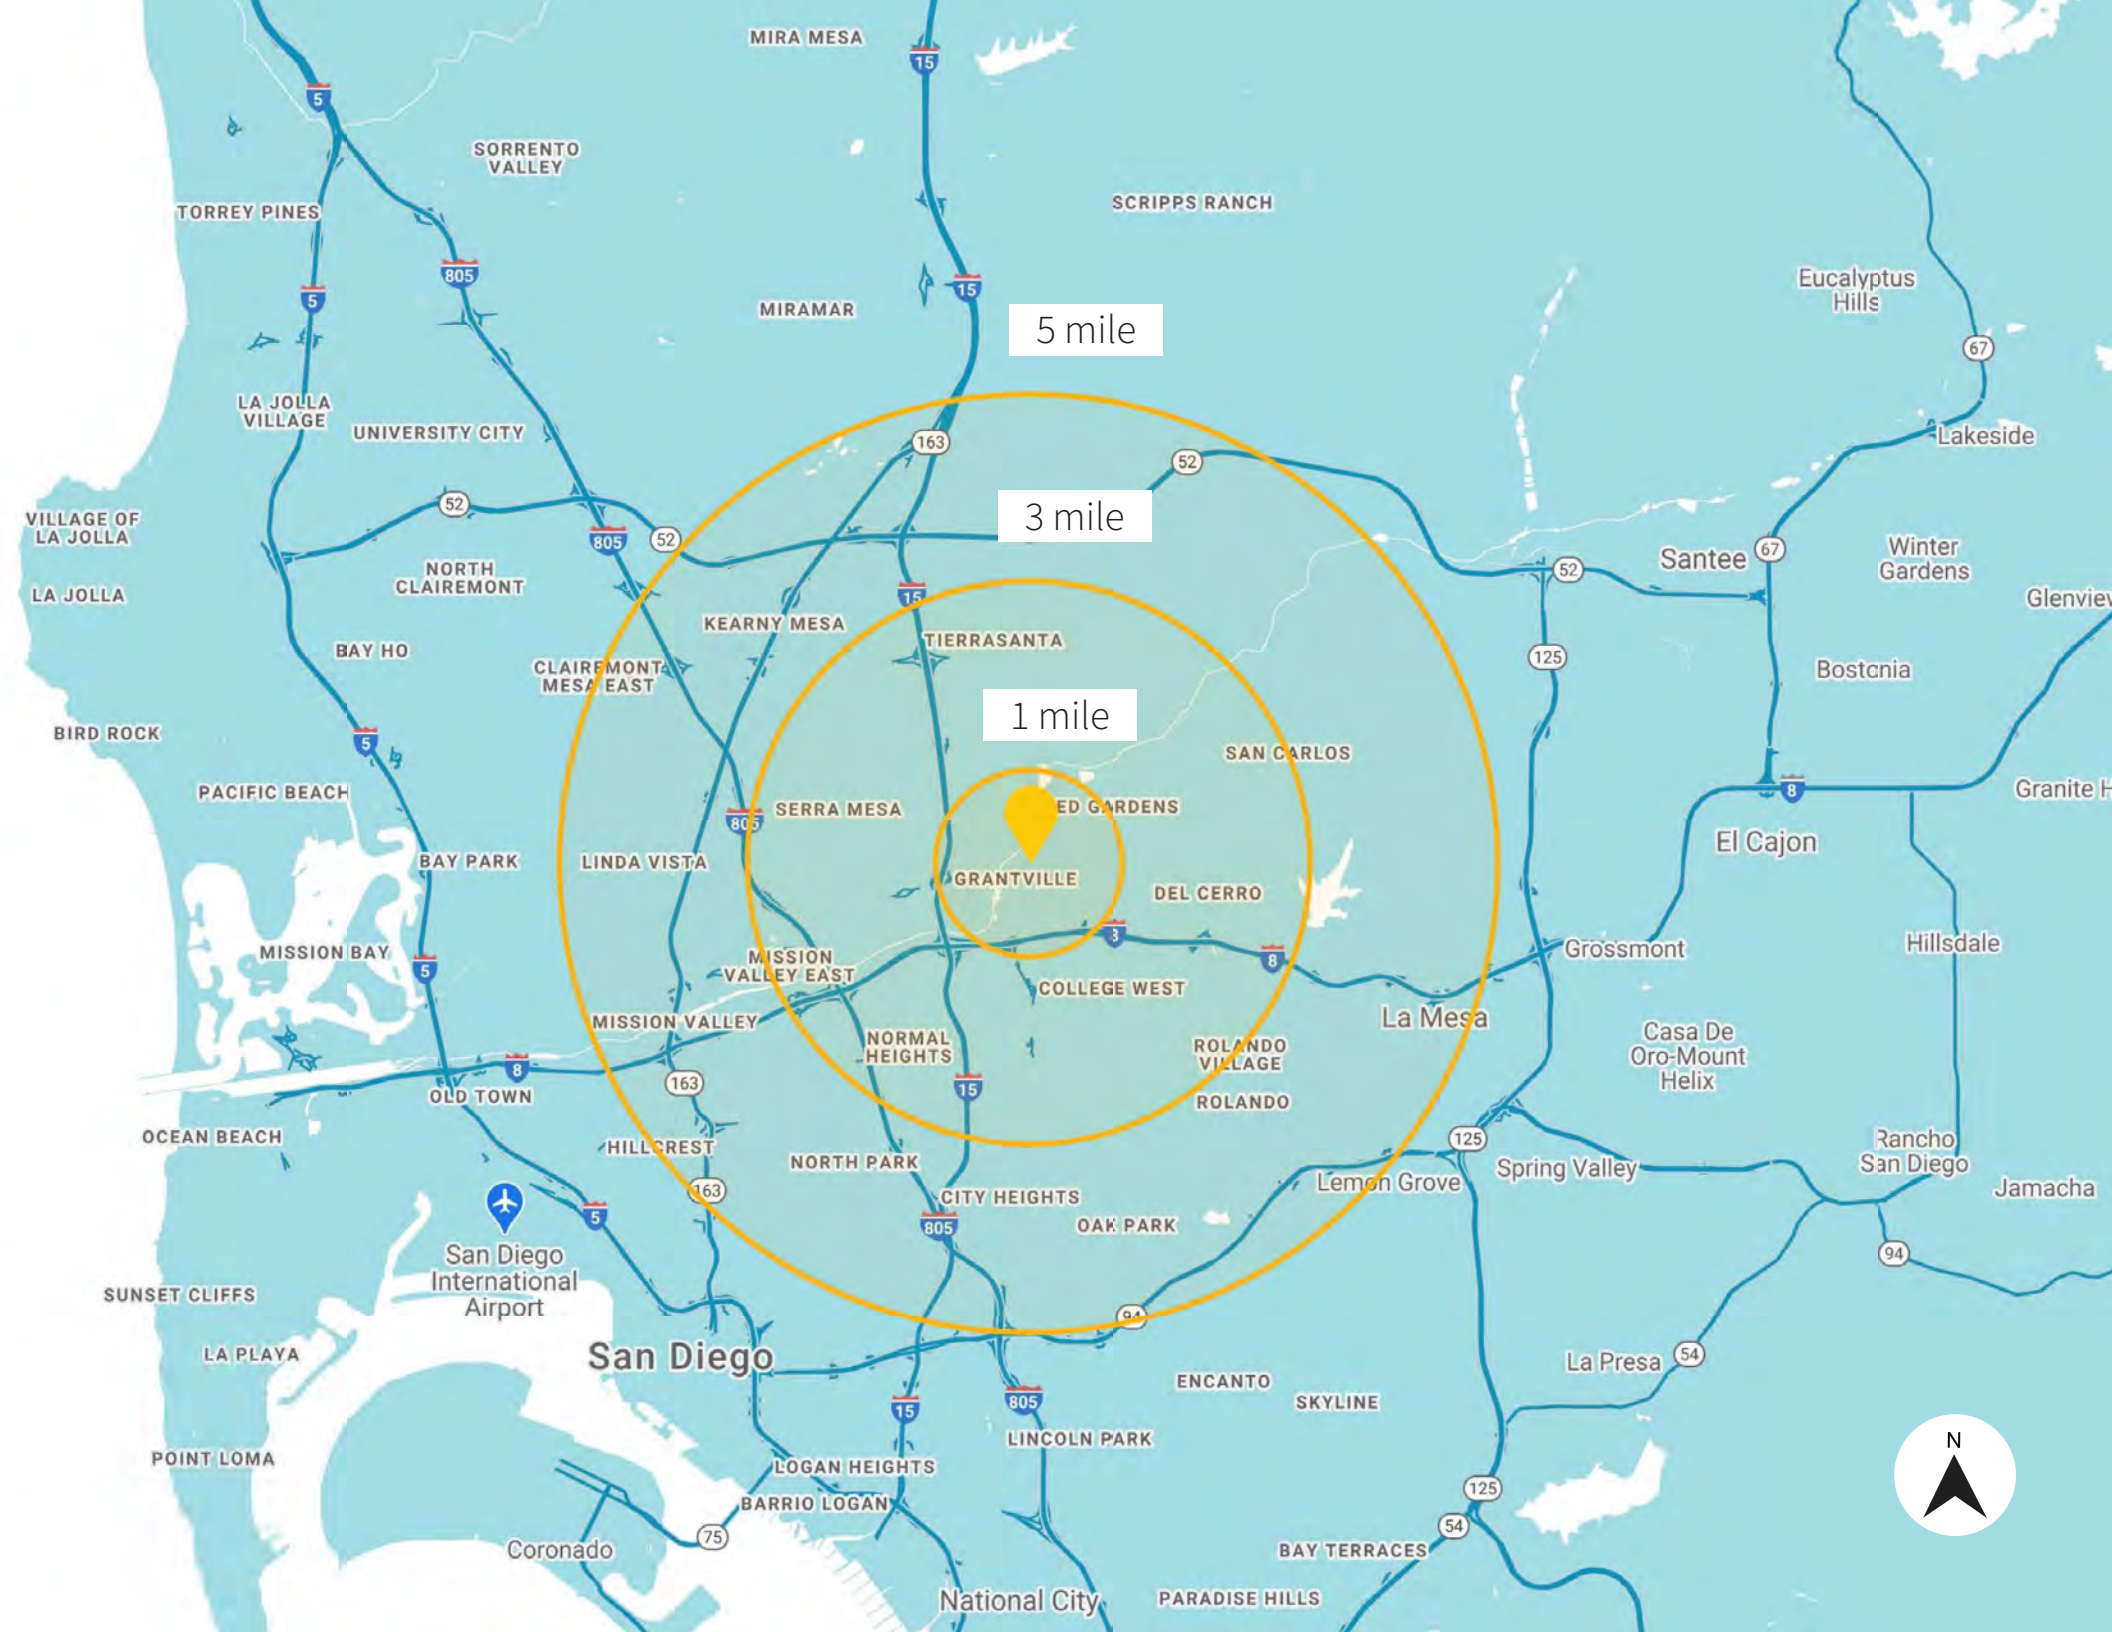 MIRA MESA
15
5
SORRENTO
VALLEY
SCRIPPS RANCH
TORREY PINES
805
5
15
Eucalyptus
Hills
MIRAMAR
5 mile
67
LA JOLLA
VILLAGE
UNIVERSITY CITY
163
Lakeside
52
52
3 mile
VILLAGE OF
LA JOLLA
805
52
67
Santee
Winter
Gardens
52
NORTH
CLAIREMONT
LA JOLLA
15
KEARNY MESA
TIERRASANTA
BAY HO
125
CLAIREMONT
MESA EAST
Bostonia
1 mile
BIRD ROCK
5
SAN CARLOS
PACIFIC BEACH
8
SERRA MESA
GARDENS
805
El Cajon
BAY PARK
LINDA VISTA
GRANTVILLE
DEL CERRO
8
MISSION BAY
Grossmont
Hillsdale
MISSION
VALLEY EAST
8
5
COLLEGE WEST
MISSION VALLEY
La Mesa
NORMAL
HEIGHTS
ROLANDO
VILLAGE
Casa De
Oro-Mount
Helix
8
163
15
OLD TOWN
ROLANDO
OCEAN BEACH
HILLCREST
125
Rancho
San Diego
NORTH PARK
Spring Valley
Lemon Grove
Jamacha
163
CITY HEIGHTS
5
805
OAK PARK
San Diego
International
Airport
94
SUNSET CLIFFS
94
San Diego
LA PLAYA
La Presa
54
ENCANTO
SKYLINE
15
805
LINCOLN PARK
N
POINT LOMA
LOGAN HEIGHTS
125
BARRIO LOGAN
54
75
Coronado
BAY TERRACES
National City
PARADISE HILLS